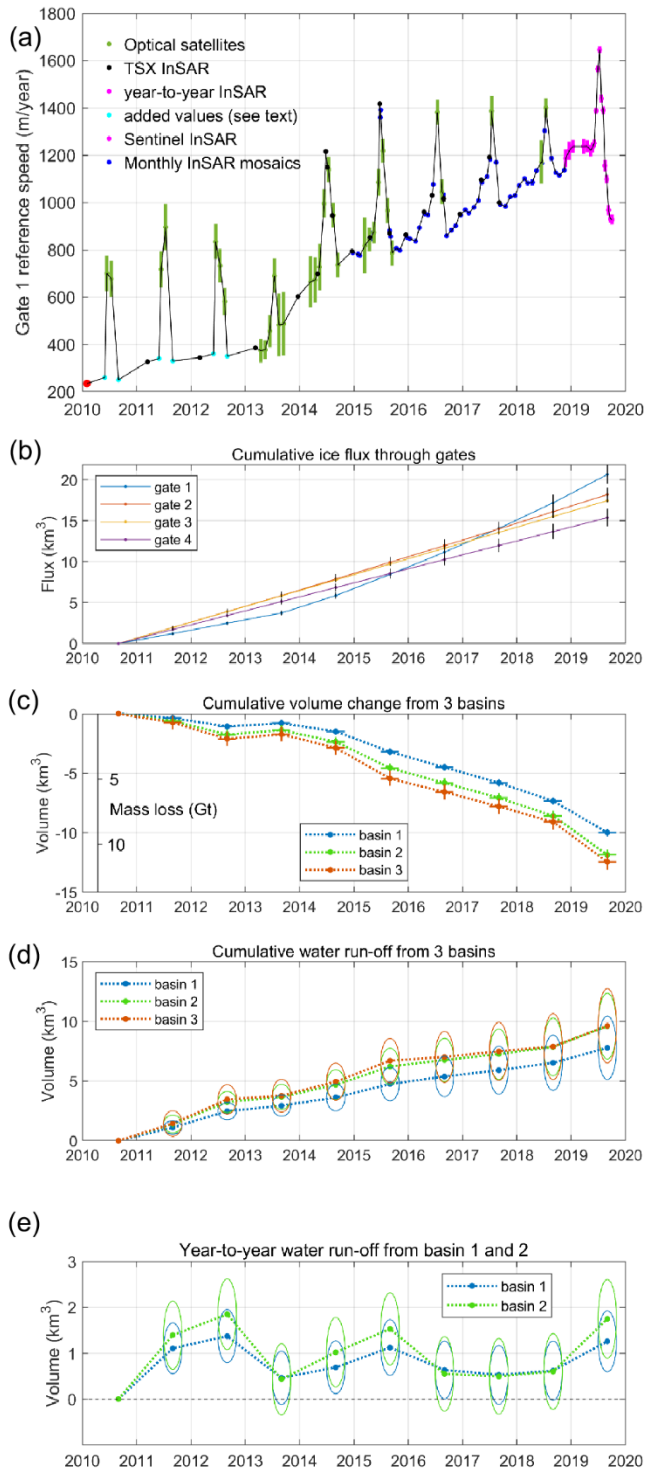 (a)
1800
1600
1400
1200
1000
800
600
400
200
Gate 1 reference speed (m/year)
Optical satellites
TSX InSAR
year-to-year InSAR
added values (see text)
Sentinel InSAR
Monthly InSAR mosaics
2010 2011 2012 2013 2014 2015 2016 2017 2018 2019 2020
(b)
Cumulative ice flux through gates
20
15
10
5
0
Flux (km³)
gate 1
gate 2
gate 3
gate 4
2010 2011 2012 2013 2014 2015 2016 2017 2018 2019 2020
(c)
Cumulative volume change from 3 basins
0
-5
-10
-15
Volume (km³)
5
Mass loss (Gt)
10
basin 1
basin 2
basin 3
2010 2011 2012 2013 2014 2015 2016 2017 2018 2019 2020
(d)
Cumulative water run-off from 3 basins
15
10
5
0
Volume (km³)
basin 1
basin 2
basin 3
2010 2011 2012 2013 2014 2015 2016 2017 2018 2019 2020
(e)
Year-to-year water run-off from basin 1 and 2
3
2
1
0
Volume (km³)
basin 1
basin 2
2010 2011 2012 2013 2014 2015 2016 2017 2018 2019 2020